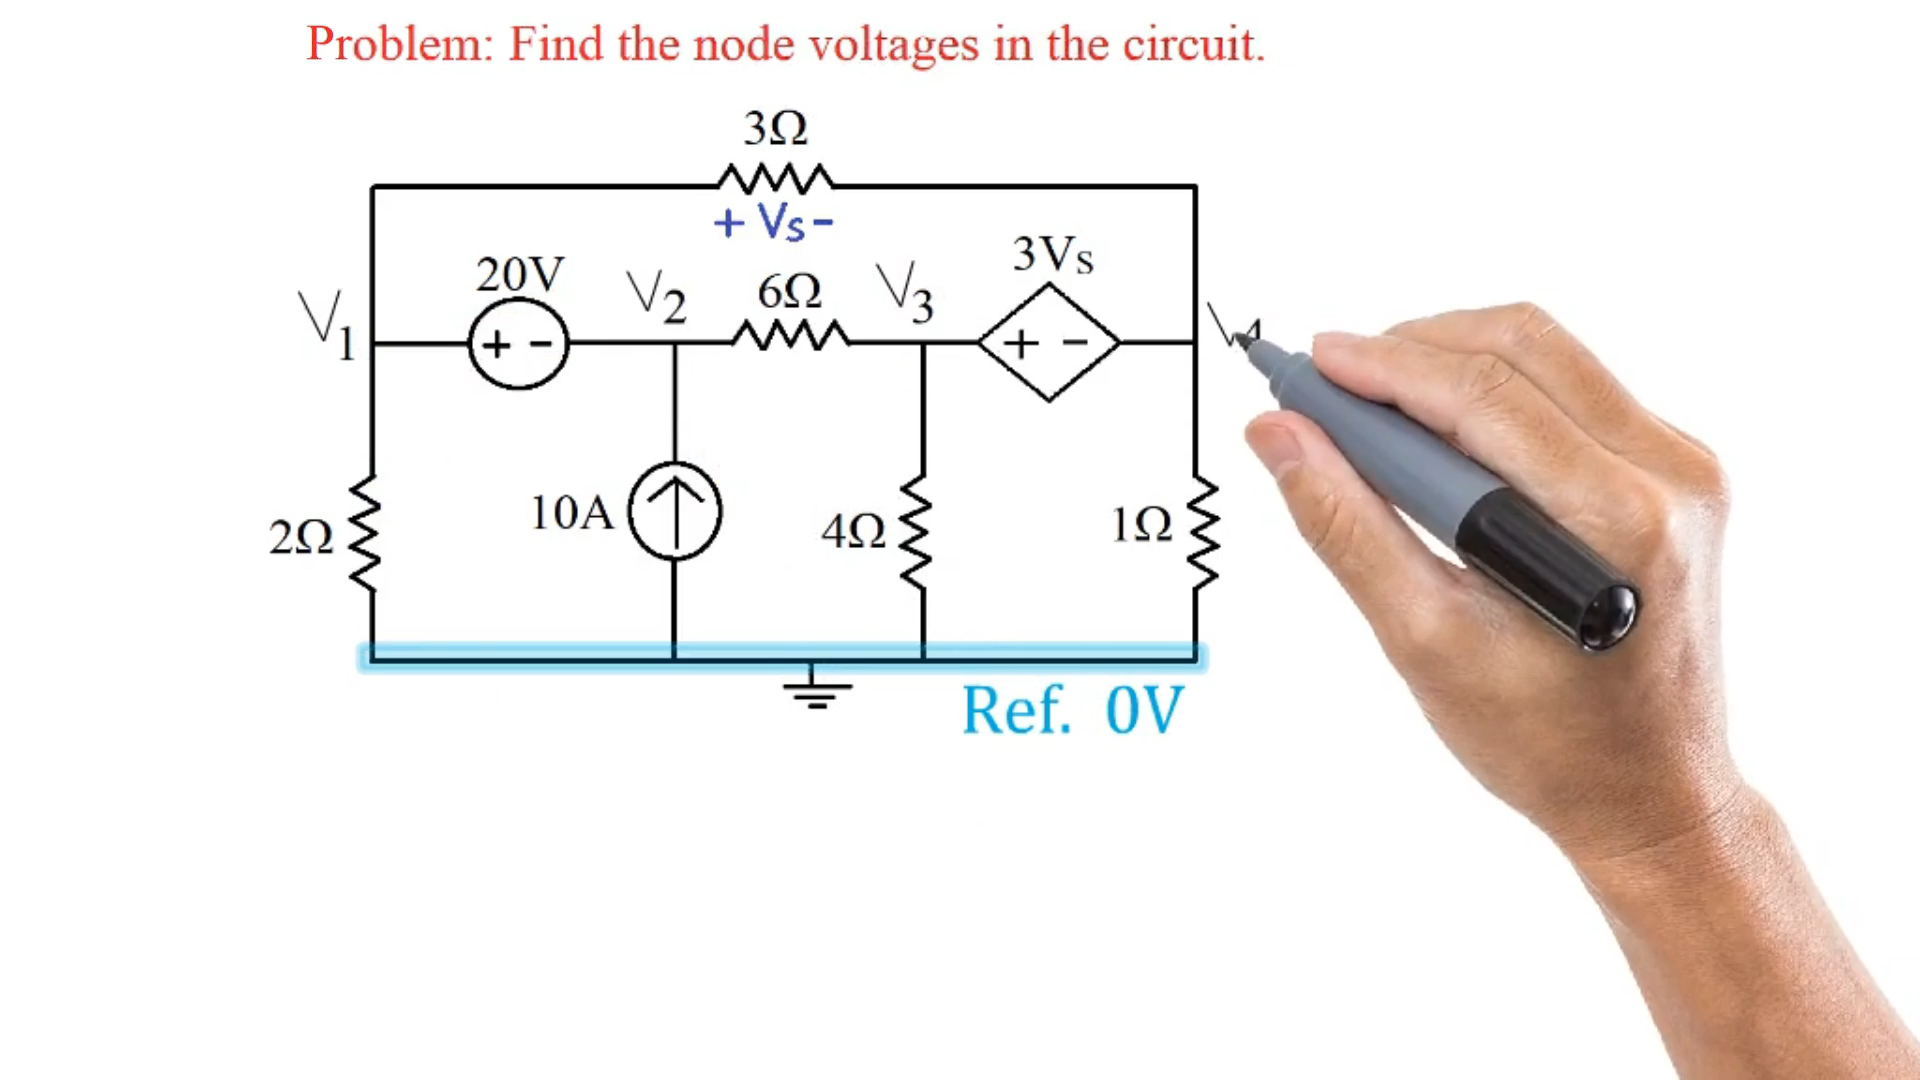 Problem: Find the node voltages in the circuit.
3Ω
+ Vs -
20V
V2
6Ω
V3
3Vs
V1
+ -
+ -
2Ω
10A
4Ω
1Ω
Ref. 0V